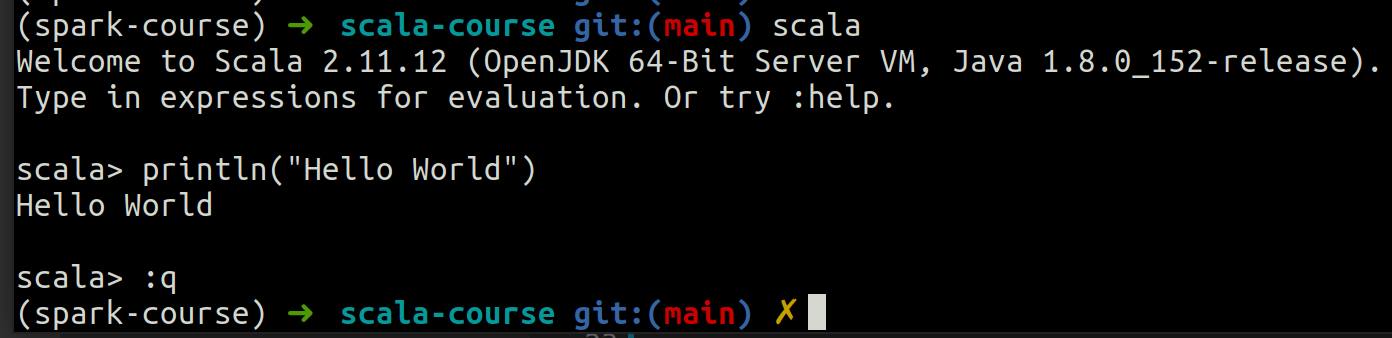 (spark-course) ➜ scala-course git:(main) scala
Welcome to Scala 2.11.12 (OpenJDK 64-Bit Server VM, Java 1.8.0_152-release).
Type in expressions for evaluation. Or try :help.
scala> println("Hello World")
Hello World
scala> :q
(spark-course) ➜ scala-course git:(main) ✗